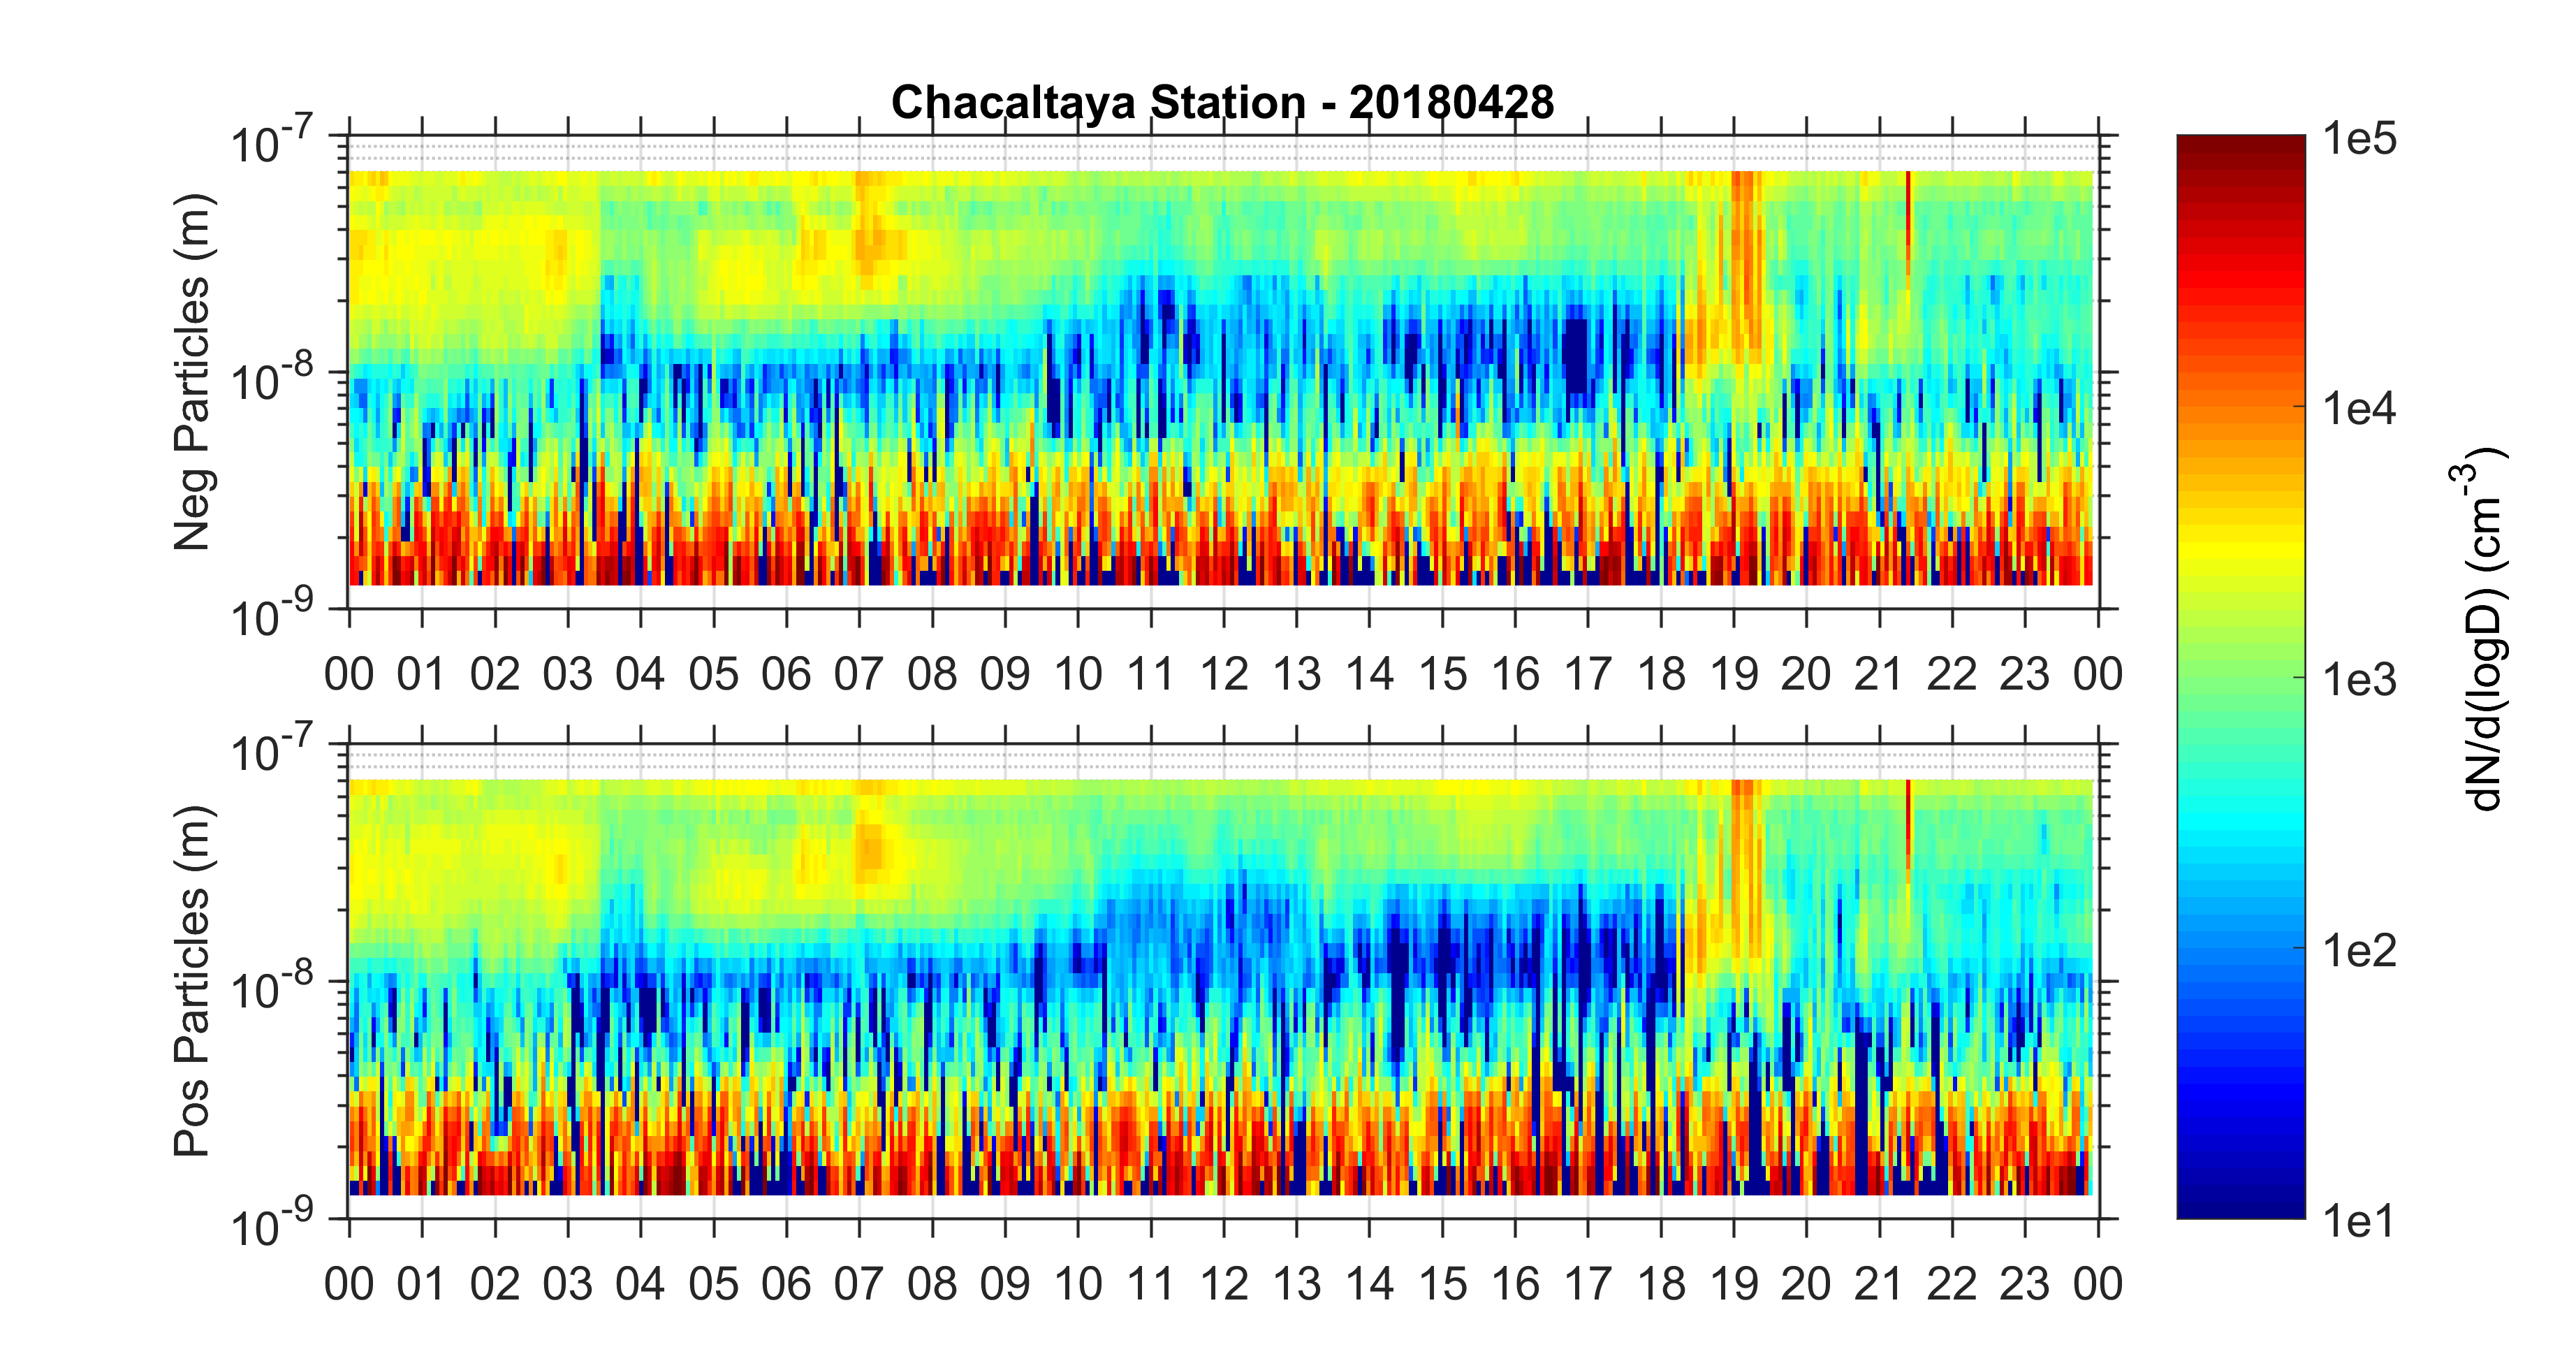 Chacaltaya Station - 20180428
Neg Particles (m)
10^-7
10^-8
10^-9
00 01 02 03 04 05 06 07 08 09 10 11 12 13 14 15 16 17 18 19 20 21 22 23 00
Pos Particles (m)
10^-7
10^-8
10^-9
00 01 02 03 04 05 06 07 08 09 10 11 12 13 14 15 16 17 18 19 20 21 22 23 00
1e5
1e4
1e3
1e2
1e1
dN/d(logD) (cm^-3)